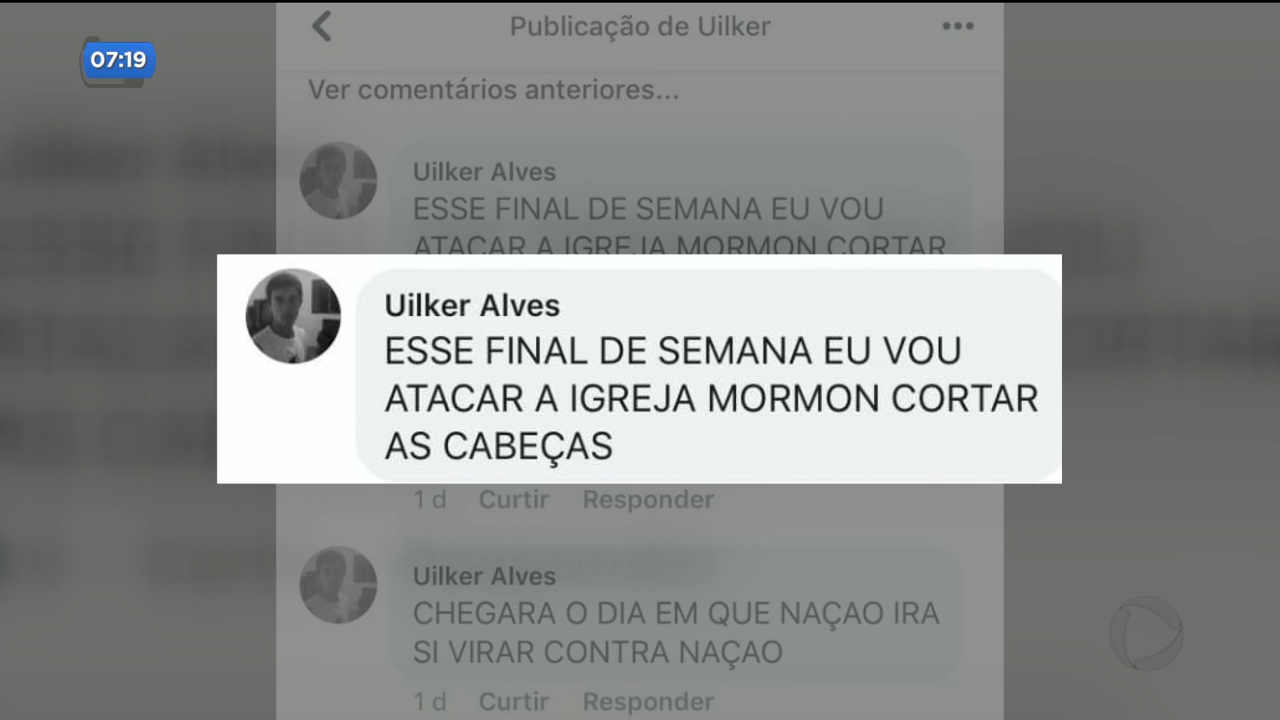 07:19
Publicação de Uilker
Ver comentários anteriores...
Uilker Alves
ESSE FINAL DE SEMANA EU VOU
ATACAR A IGREJA MORMON CORTAR
Uilker Alves
ESSE FINAL DE SEMANA EU VOU
ATACAR A IGREJA MORMON CORTAR
AS CABEÇAS
1 d Curtir Responder
Uilker Alves
CHEGARA O DIA EM QUE NAÇAO IRA
SI VIRAR CONTRA NAÇAO
1 d Curtir Responder